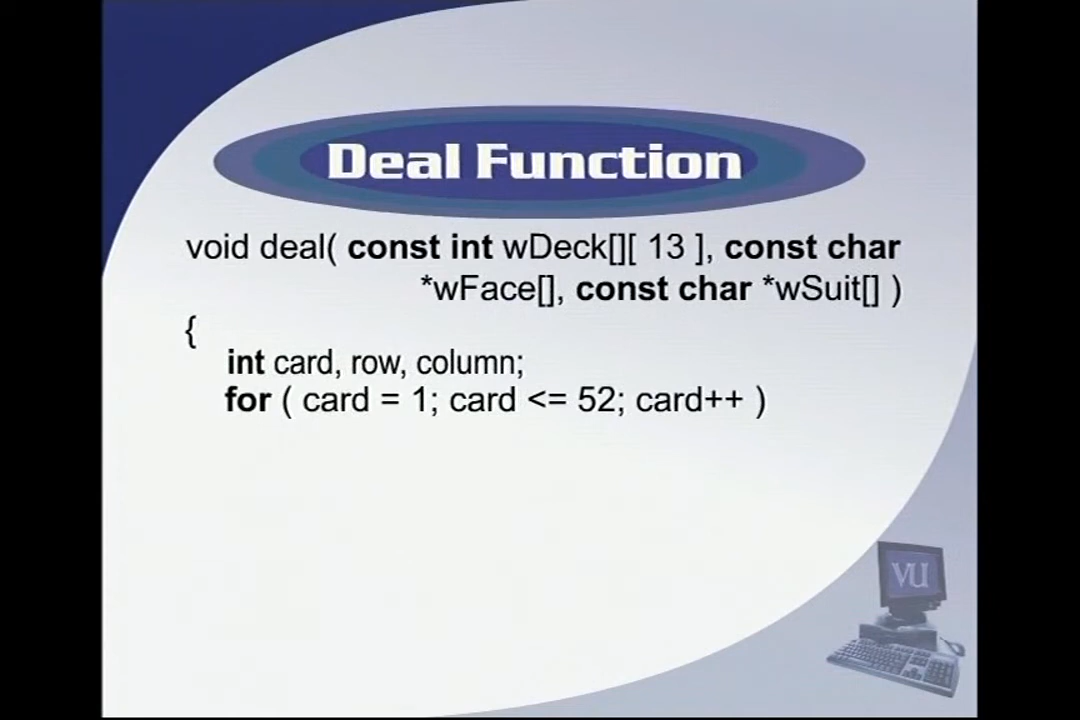 Deal Function
void deal( const int wDeck[][ 13 ], const char
*wFace[], const char *wSuit[] )
{
int card, row, column;
for ( card = 1; card <= 52; card++ )
VU